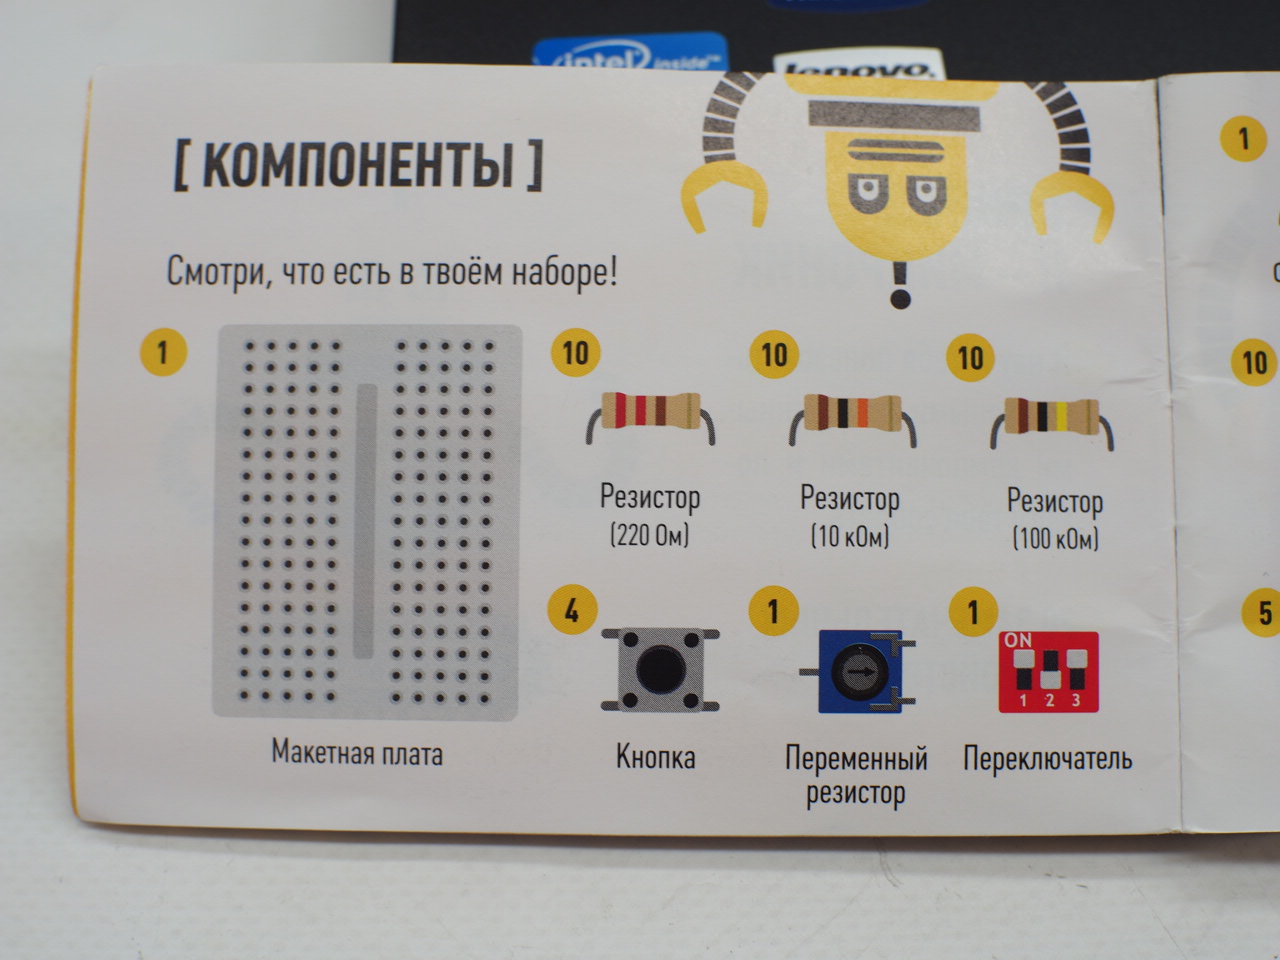 intel inside™
lenovo.
[ КОМПОНЕНТЫ ]
Смотри, что есть в твоём наборе!
1
Макетная плата
10
Резистор
(220 Ом)
10
Резистор
(10 кОм)
10
Резистор
(100 кОм)
4
Кнопка
1
Переменный
резистор
1
ON
1 2 3
Переключатель
1
10
5